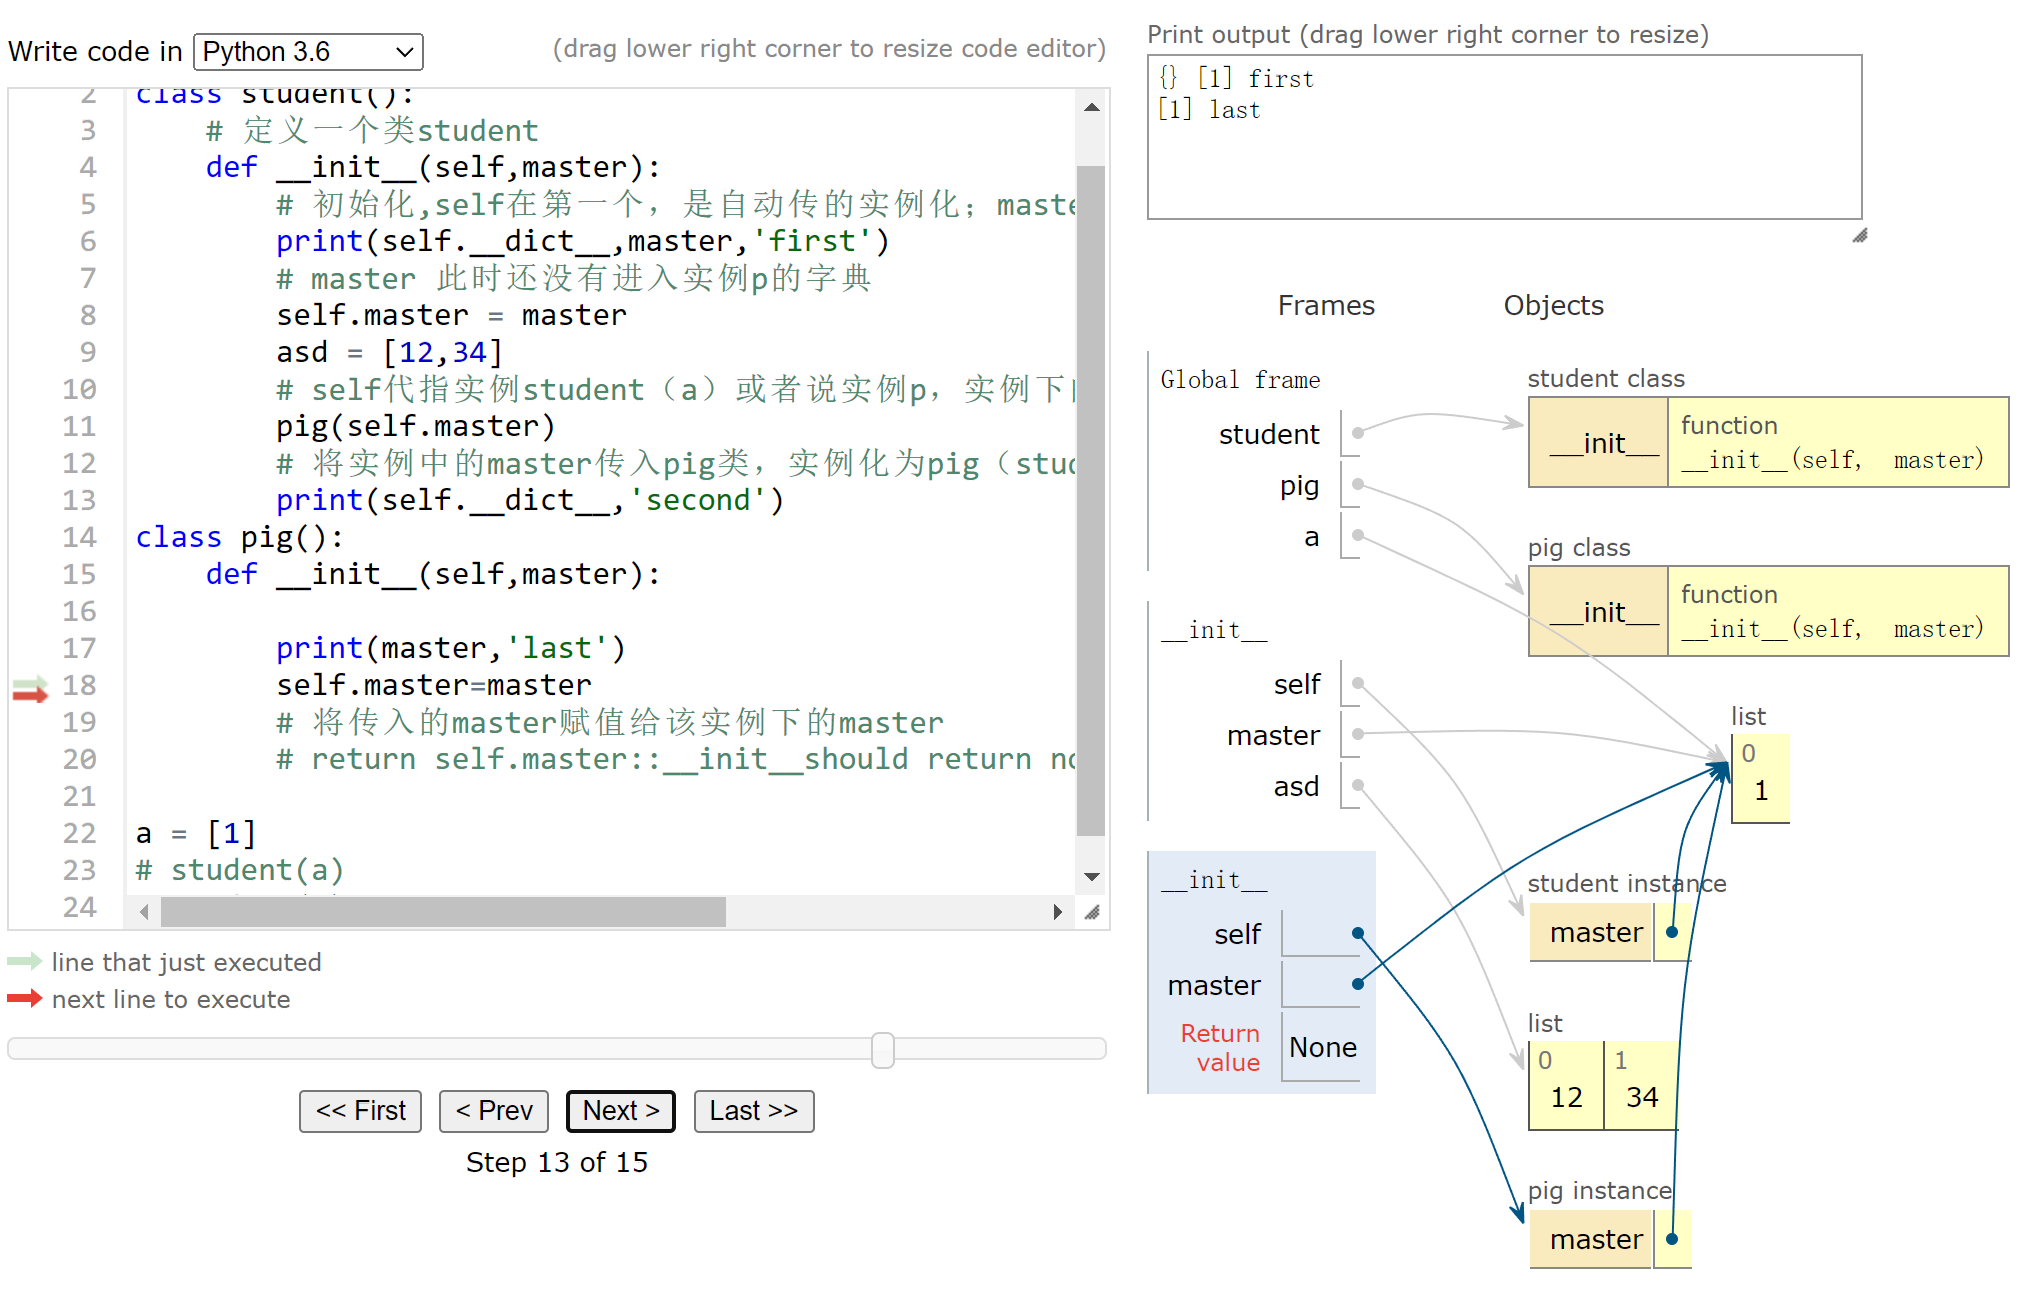 Write code in Python 3.6
(drag lower right corner to resize code editor)
2 class student():
3 # 定义一个类student
4 def __init__(self,master):
5 # 初始化,self在第一个，是自动传的实例化；maste
6 print(self.__dict__,master,'first')
7 # master 此时还没有进入实例p的字典
8 self.master = master
9 asd = [12,34]
10 # self代指实例student（a）或者说实例p，实例下
11 pig(self.master)
12 # 将实例中的master传入pig类，实例化为pig（stud
13 print(self.__dict__,'second')
14 class pig():
15 def __init__(self,master):
16
17 print(master,'last')
18 self.master=master
19 # 将传入的master赋值给该实例下的master
20 # return self.master::__init__should return no
21
22 a = [1]
23 # student(a)
24
line that just executed
next line to execute
<< First
< Prev
Next >
Last >>
Step 13 of 15
Print output (drag lower right corner to resize)
{} [1] first
[1] last
Frames
Objects
Global frame
student
pig
a
__init__
self
master
asd
__init__
self
master
Return value
None
student class
__init__
function
__init__(self, master)
pig class
__init__
function
__init__(self, master)
list
0
1
student instance
master
list
0 1
12 34
pig instance
master